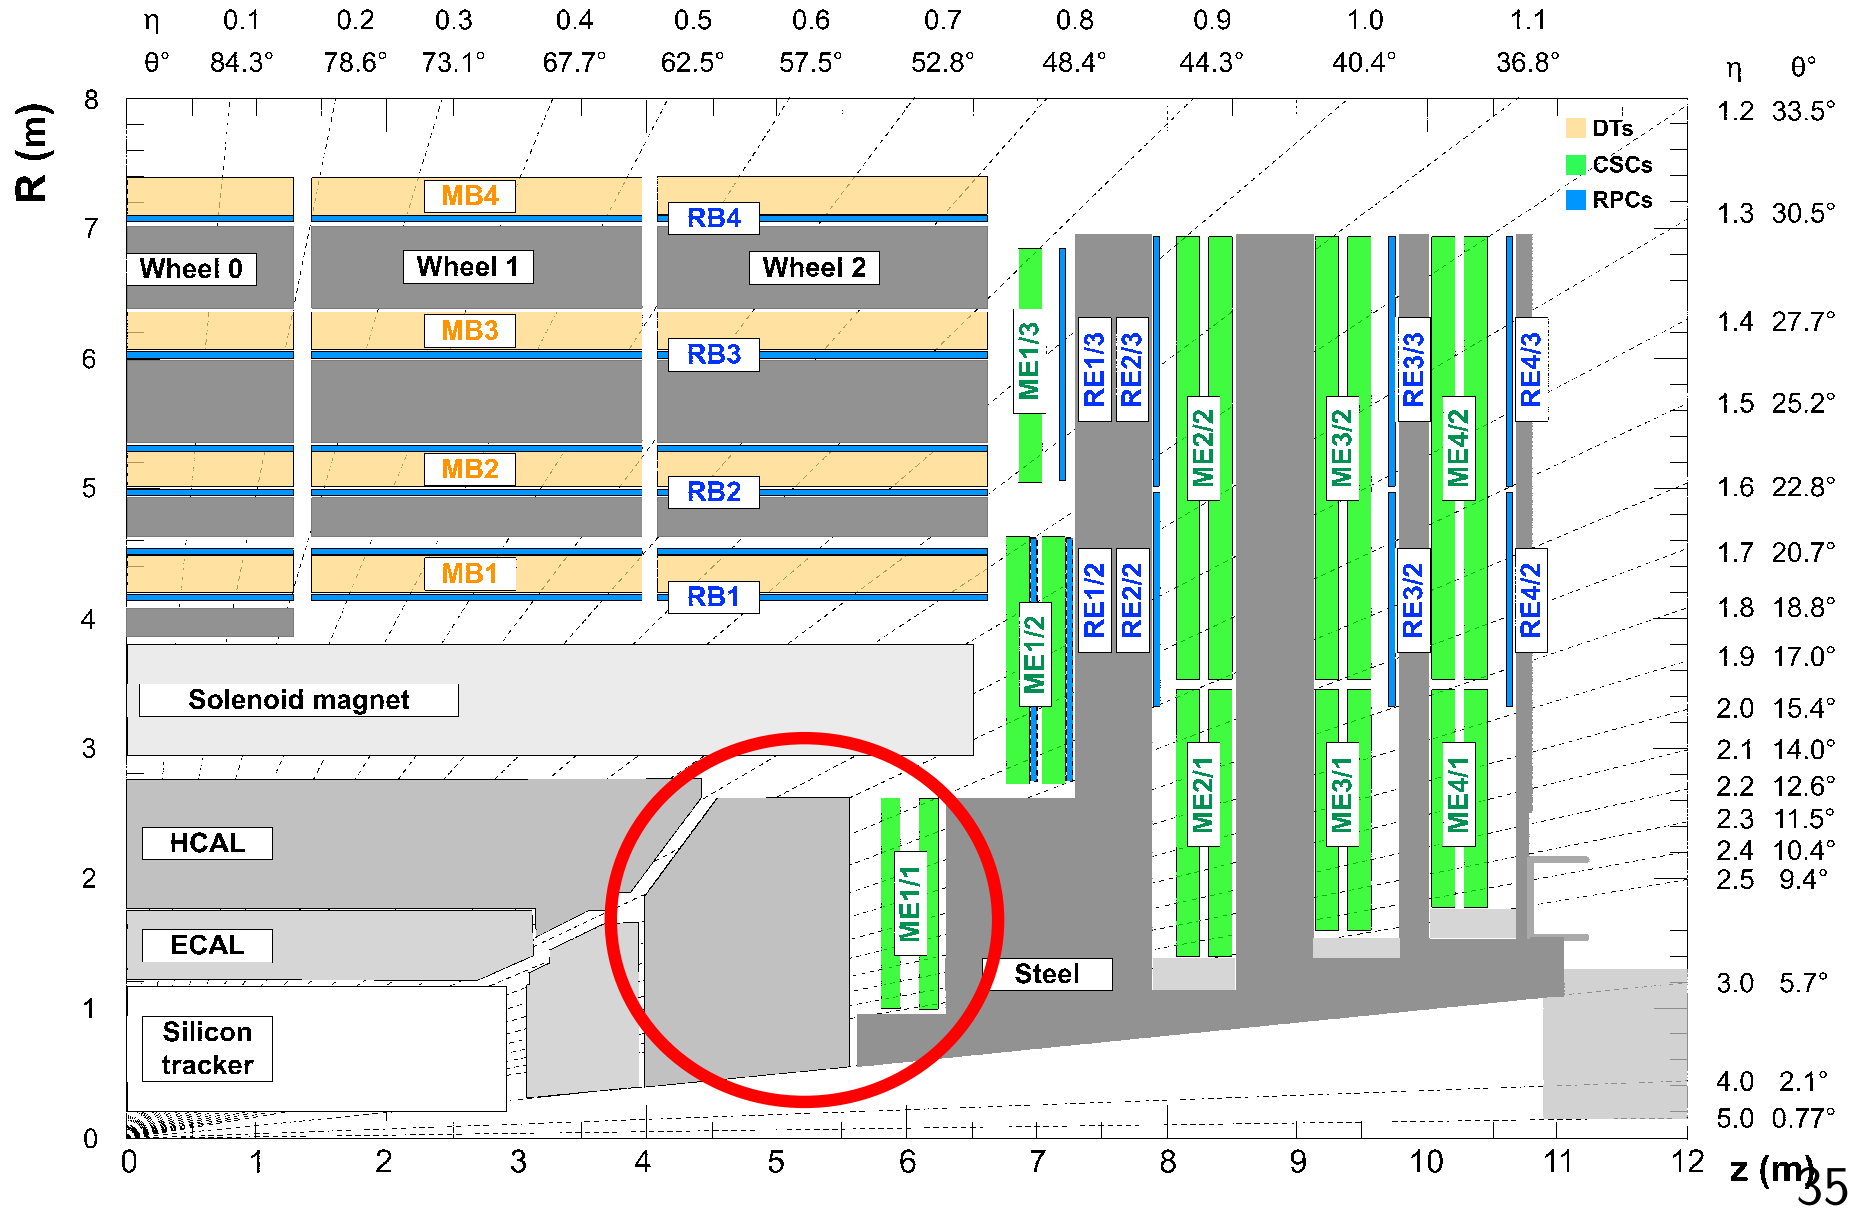 η 0.1 0.2 0.3 0.4 0.5 0.6 0.7 0.8 0.9 1.0 1.1
θ° 84.3° 78.6° 73.1° 67.7° 62.5° 57.5° 52.8° 48.4° 44.3° 40.4° 36.8°
η θ°
R (m)
8
7
6
5
4
3
2
1
0
1.2 33.5°
1.3 30.5°
1.4 27.7°
1.5 25.2°
1.6 22.8°
1.7 20.7°
1.8 18.8°
1.9 17.0°
2.0 15.4°
2.1 14.0°
2.2 12.6°
2.3 11.5°
2.4 10.4°
2.5 9.4°
3.0 5.7°
4.0 2.1°
5.0 0.77°
DTs
CSCs
RPCs
MB4
RB4
Wheel 0
Wheel 1
Wheel 2
MB3
RB3
MB2
RB2
MB1
RB1
Solenoid magnet
HCAL
ECAL
Silicon
tracker
Steel
ME1/3
RE1/3
RE2/3
ME2/2
ME3/2
RE3/3
ME4/2
RE4/3
ME1/2
RE1/2
RE2/2
RE3/2
RE4/2
ME1/1
ME2/1
ME3/1
ME4/1
0 1 2 3 4 5 6 7 8 9 10 11 12
z (m)
35